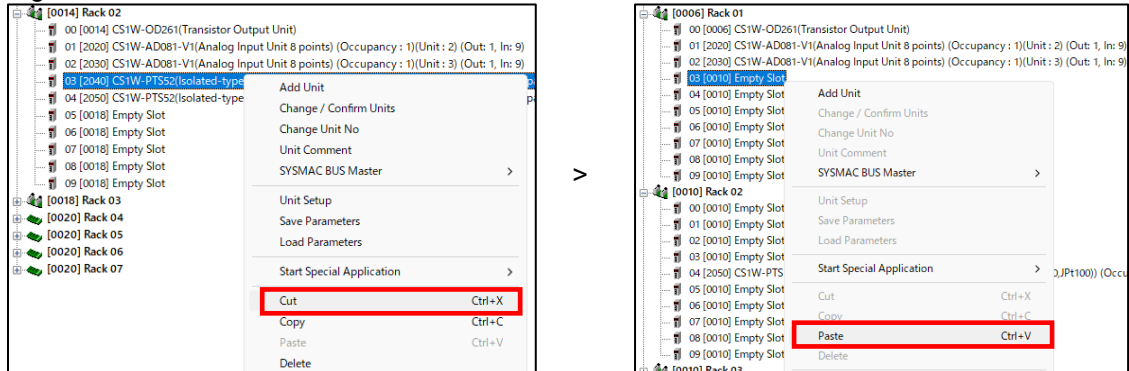 [0014] Rack 02
00 [0014] CS1W-OD261(Transistor Output Unit)
01 [2020] CS1W-AD081-V1(Analog Input Unit 8 points) (Occupancy : 1)(Unit : 2) (Out: 1, In: 9)
02 [2030] CS1W-AD081-V1(Analog Input Unit 8 points) (Occupancy : 1)(Unit : 3) (Out: 1, In: 9)
03 [2040] CS1W-PTS52(Isolated-type
04 [2050] CS1W-PTS52(Isolated-type
05 [0018] Empty Slot
06 [0018] Empty Slot
07 [0018] Empty Slot
08 [0018] Empty Slot
09 [0018] Empty Slot
[0018] Rack 03
[0020] Rack 04
[0020] Rack 05
[0020] Rack 06
[0020] Rack 07
Add Unit
Change / Confirm Units
Change Unit No
Unit Comment
SYSMAC BUS Master >
Unit Setup
Save Parameters
Load Parameters
Start Special Application >
Cut Ctrl+X
Copy Ctrl+C
Paste Ctrl+V
Delete
>
[0006] Rack 01
00 [0006] CS1W-OD261(Transistor Output Unit)
01 [2020] CS1W-AD081-V1(Analog Input Unit 8 points) (Occupancy : 1)(Unit : 2) (Out: 1, In: 9)
02 [2030] CS1W-AD081-V1(Analog Input Unit 8 points) (Occupancy : 1)(Unit : 3) (Out: 1, In: 9)
03 [0010] Empty Slot
04 [0010] Empty Slot
05 [0010] Empty Slot
06 [0010] Empty Slot
07 [0010] Empty Slot
08 [0010] Empty Slot
09 [0010] Empty Slot
[0010] Rack 02
00 [0010] Empty Slot
01 [0010] Empty Slot
02 [0010] Empty Slot
03 [0010] Empty Slot
04 [2050] CS1W-PTS 0,JPt100)) (Occu
05 [0010] Empty Slot
06 [0010] Empty Slot
07 [0010] Empty Slot
08 [0010] Empty Slot
09 [0010] Empty Slot
[0010] Rack 03
Add Unit
Change / Confirm Units
Change Unit No
Unit Comment
SYSMAC BUS Master >
Unit Setup
Save Parameters
Load Parameters
Start Special Application >
Cut Ctrl+X
Copy Ctrl+C
Paste Ctrl+V
Delete